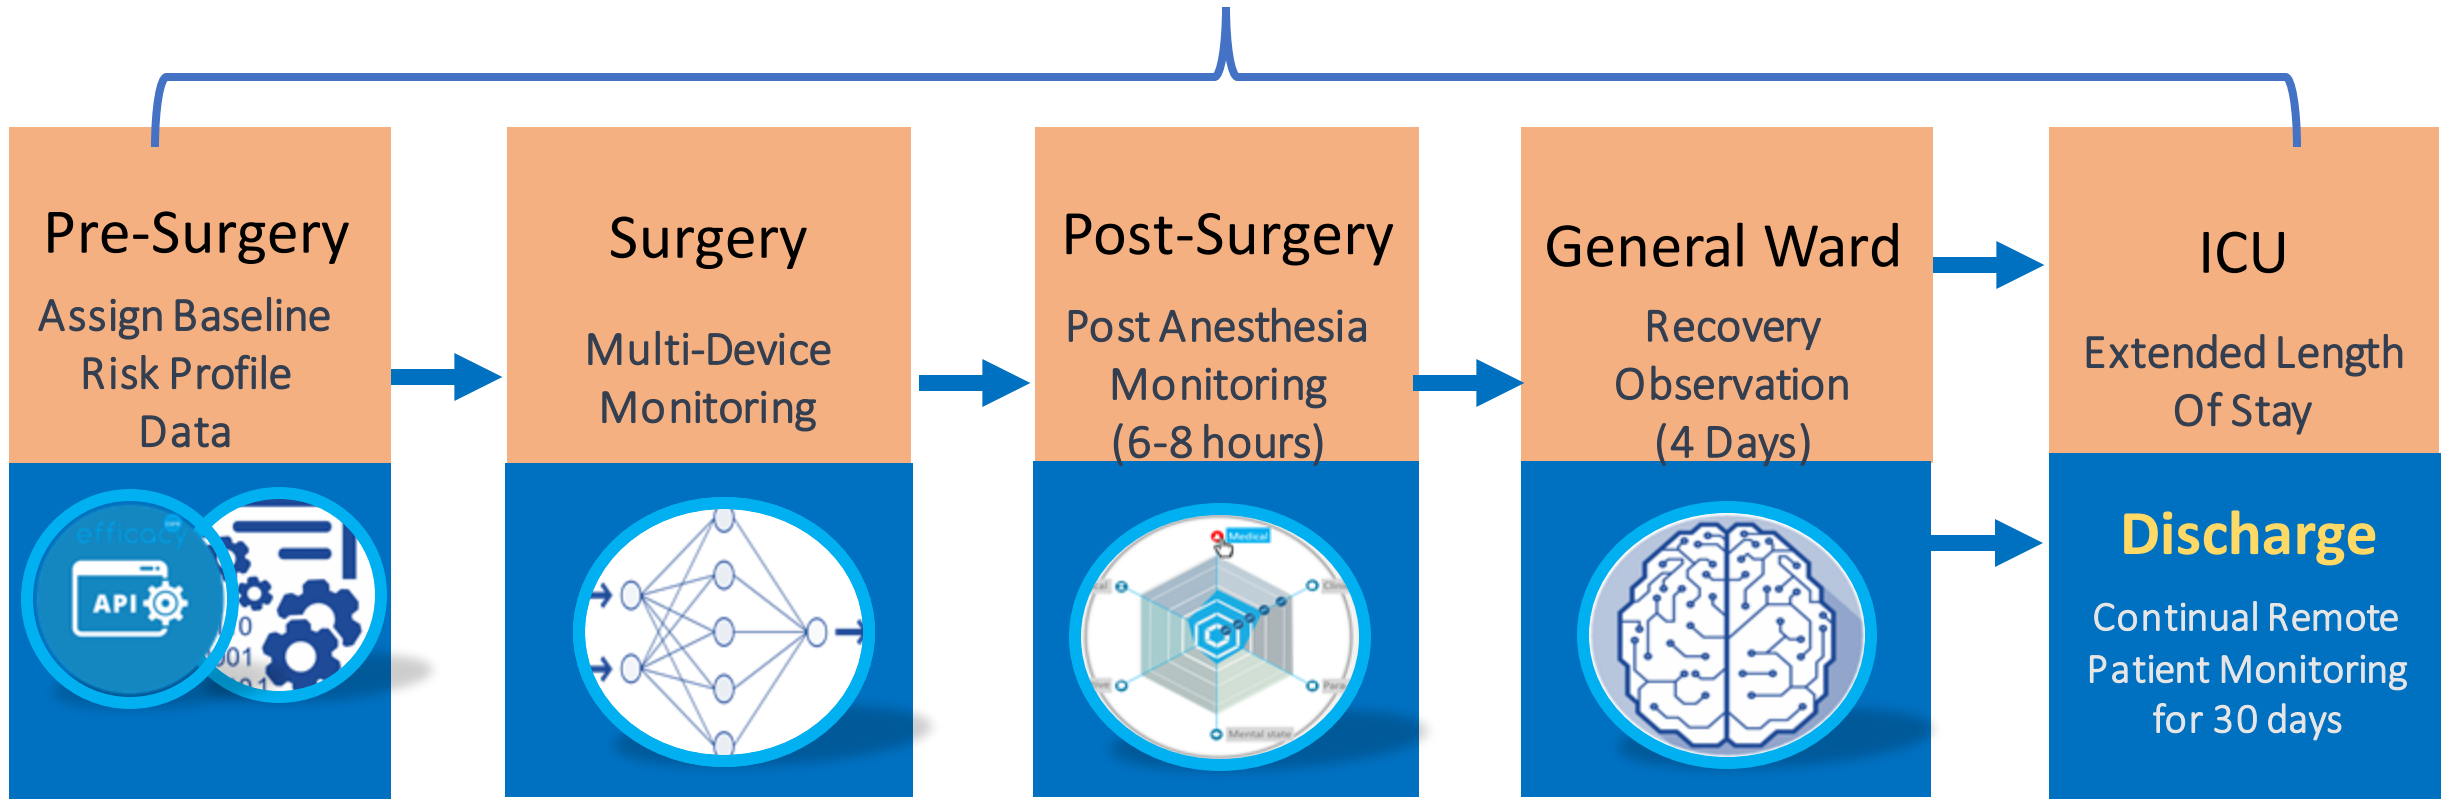 Pre-Surgery
Assign Baseline
Risk Profile
Data
efficacy
API
001
Surgery
Multi-Device
Monitoring
Post-Surgery
Post Anesthesia
Monitoring
(6-8 hours)
Medical
Mental state
General Ward
Recovery
Observation
(4 Days)
ICU
Extended Length
Of Stay
Discharge
Continual Remote
Patient Monitoring
for 30 days